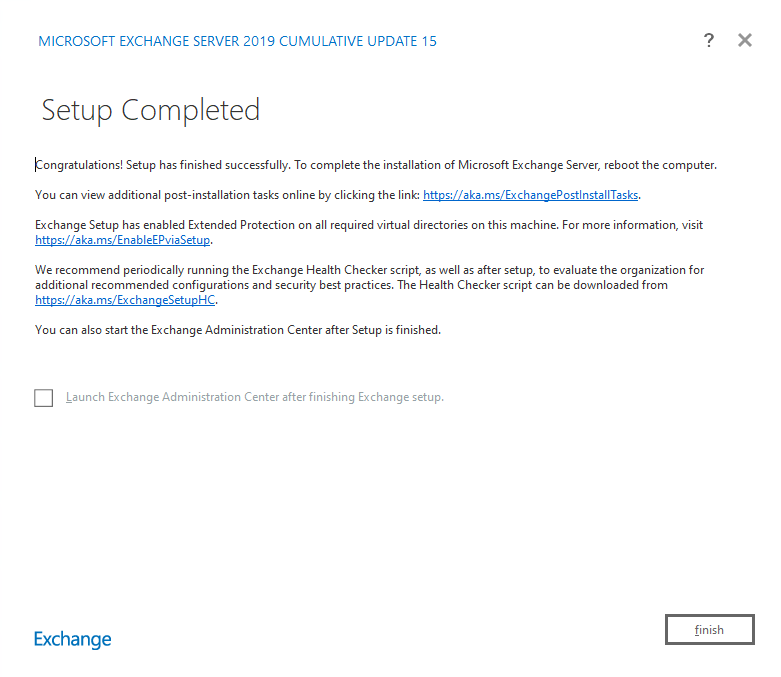 MICROSOFT EXCHANGE SERVER 2019 CUMULATIVE UPDATE 15
?
Setup Completed
Congratulations! Setup has finished successfully. To complete the installation of Microsoft Exchange Server, reboot the computer.
You can view additional post-installation tasks online by clicking the link: https://aka.ms/ExchangePostInstallTasks.
Exchange Setup has enabled Extended Protection on all required virtual directories on this machine. For more information, visit
https://aka.ms/EnableEPviaSetup.
We recommend periodically running the Exchange Health Checker script, as well as after setup, to evaluate the organization for
additional recommended configurations and security best practices. The Health Checker script can be downloaded from
https://aka.ms/ExchangeSetupHC.
You can also start the Exchange Administration Center after Setup is finished.
Launch Exchange Administration Center after finishing Exchange setup.
Exchange
finish